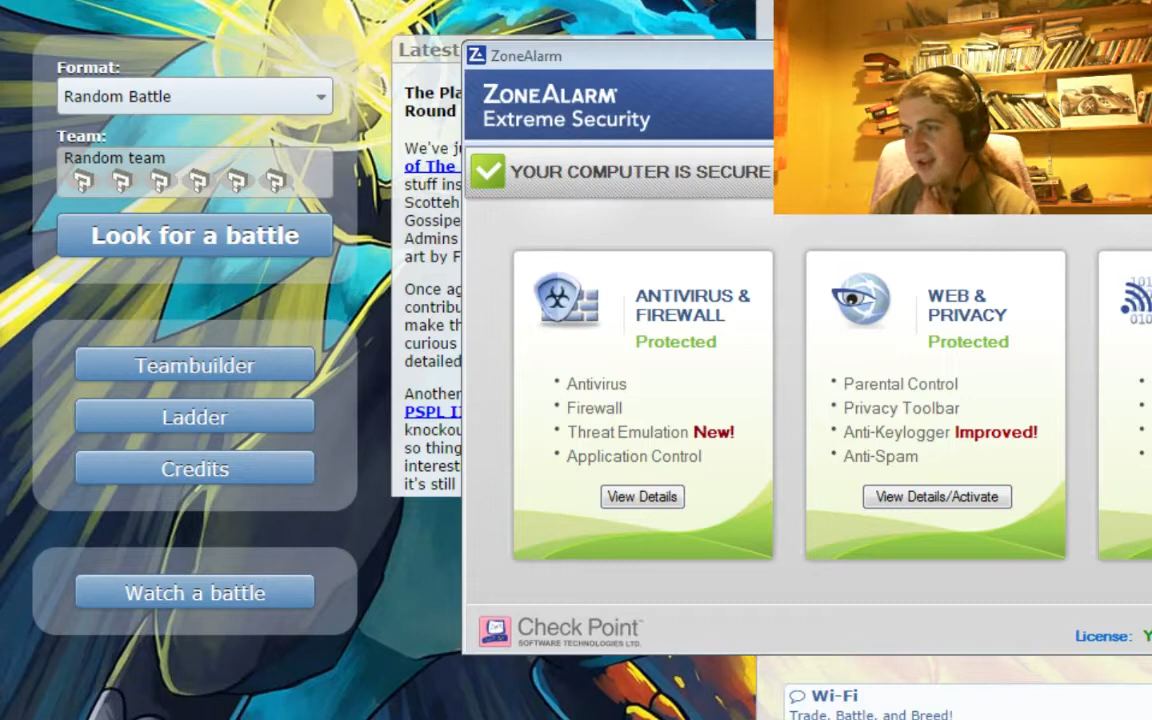 Format:
Random Battle
Team:
Random team
Look for a battle
Teambuilder
Ladder
Credits
Watch a battle
Latest
The Pla
Round
We've ju
of The
stuff ins
Scotteh
Gossipe
Admins
art by F
Once ag
contribu
make th
curious
detailed
Another
PSPL II
knockou
so thing
interest
it's still
ZoneAlarm
ZONEALARM
Extreme Security
YOUR COMPUTER IS SECURE
ANTIVIRUS &
FIREWALL
Protected
• Antivirus
• Firewall
• Threat Emulation New!
• Application Control
View Details
WEB &
PRIVACY
Protected
• Parental Control
• Privacy Toolbar
• Anti-Keylogger Improved!
• Anti-Spam
View Details/Activate
Check Point
SOFTWARE TECHNOLOGIES LTD.
License: Y
Wi-Fi
Trade, Battle, and Breed!